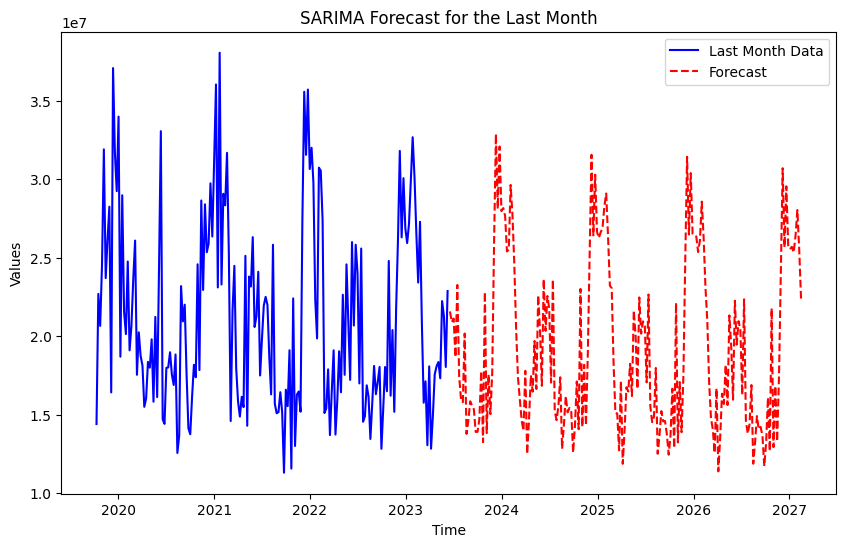 SARIMA Forecast for the Last Month
1e7
Last Month Data
Forecast
3.5
3.0
2.5
2.0
1.5
1.0
Values
2020 2021 2022 2023 2024 2025 2026 2027
Time